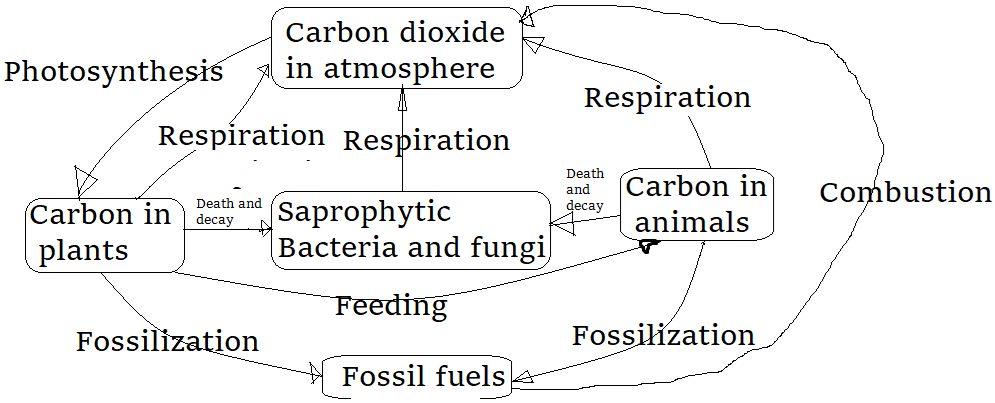 Carbon dioxide
in atmosphere
Photosynthesis
Respiration
Respiration
Respiration
Death and
decay
Death
and
decay
Carbon in
plants
Saprophytic
Bacteria and fungi
Carbon in
animals
Combustion
Feeding
Fossilization
Fossilization
Fossil fuels